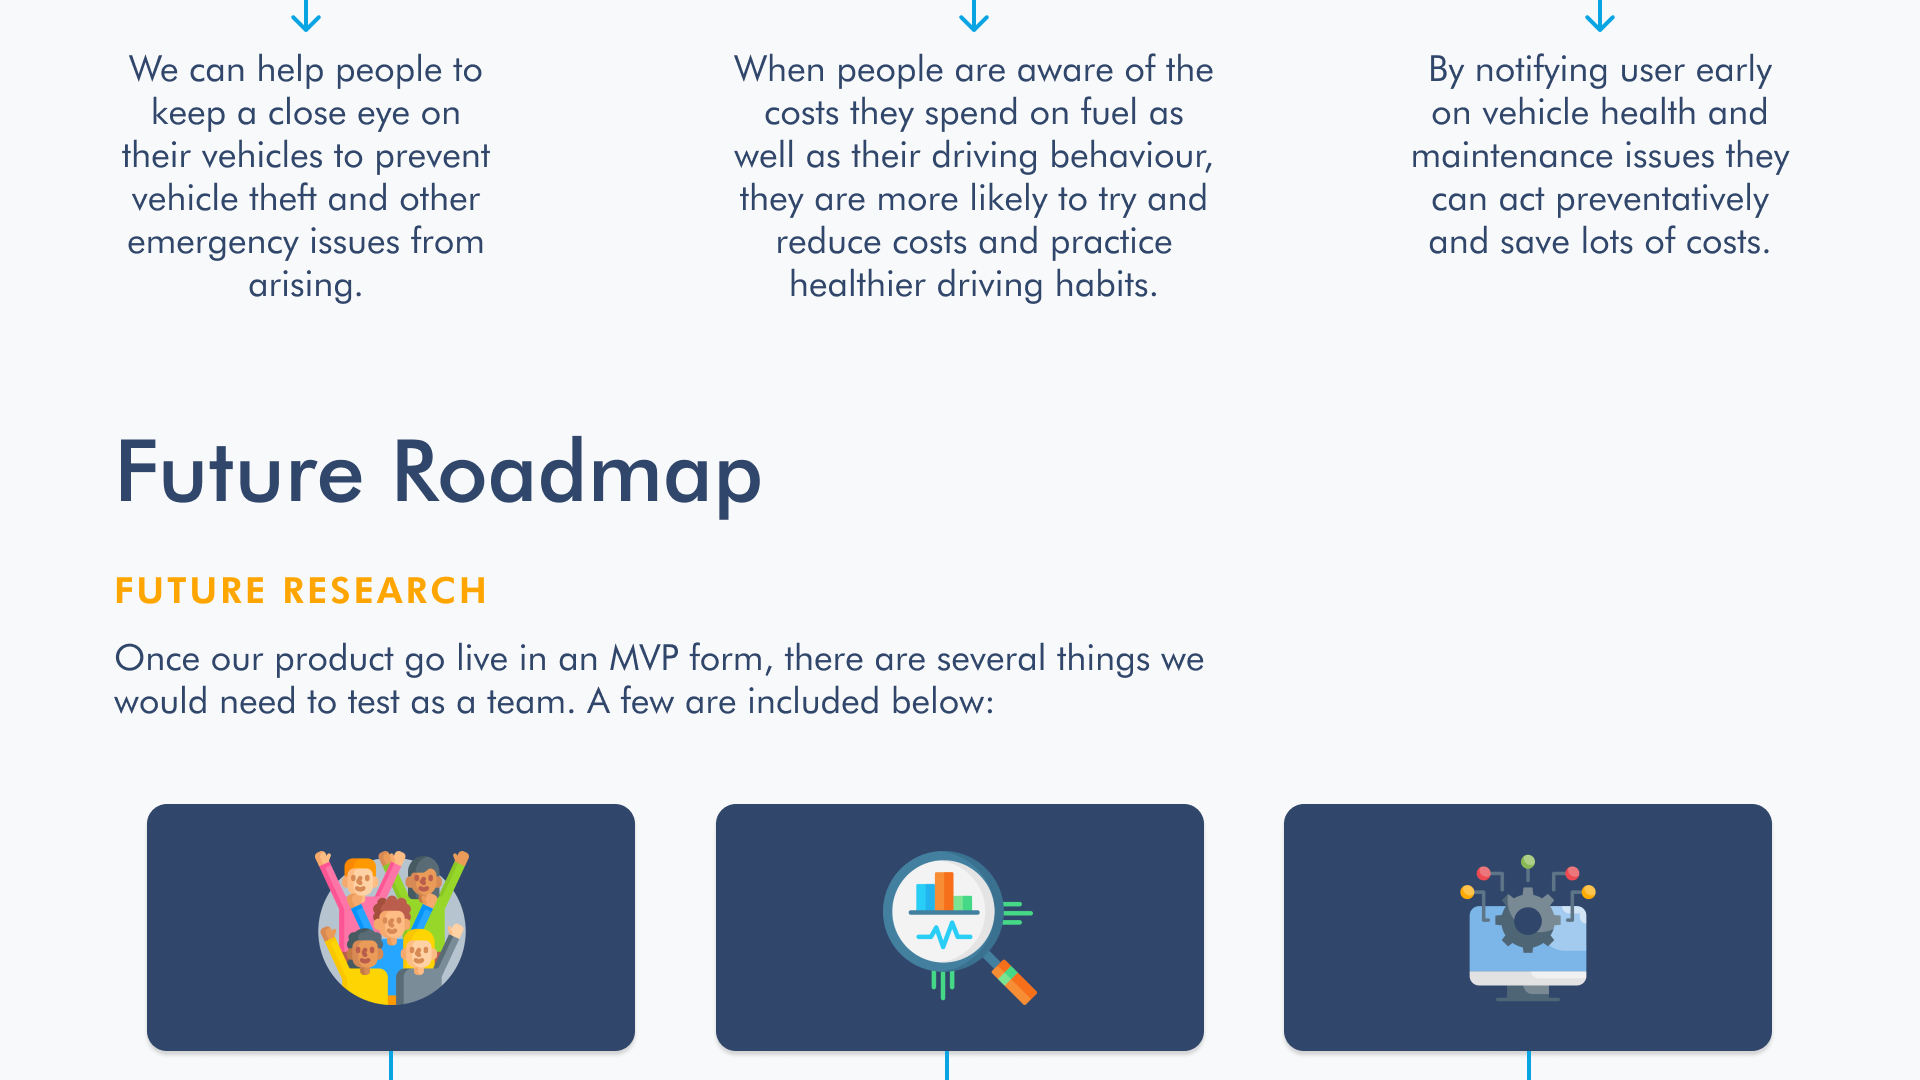 We can help people to
keep a close eye on
their vehicles to prevent
vehicle theft and other
emergency issues from
arising.
When people are aware of the
costs they spend on fuel as
well as their driving behaviour,
they are more likely to try and
reduce costs and practice
healthier driving habits.
By notifying user early
on vehicle health and
maintenance issues they
can act preventatively
and save lots of costs.
Future Roadmap
FUTURE RESEARCH
Once our product go live in an MVP form, there are several things we
would need to test as a team. A few are included below: